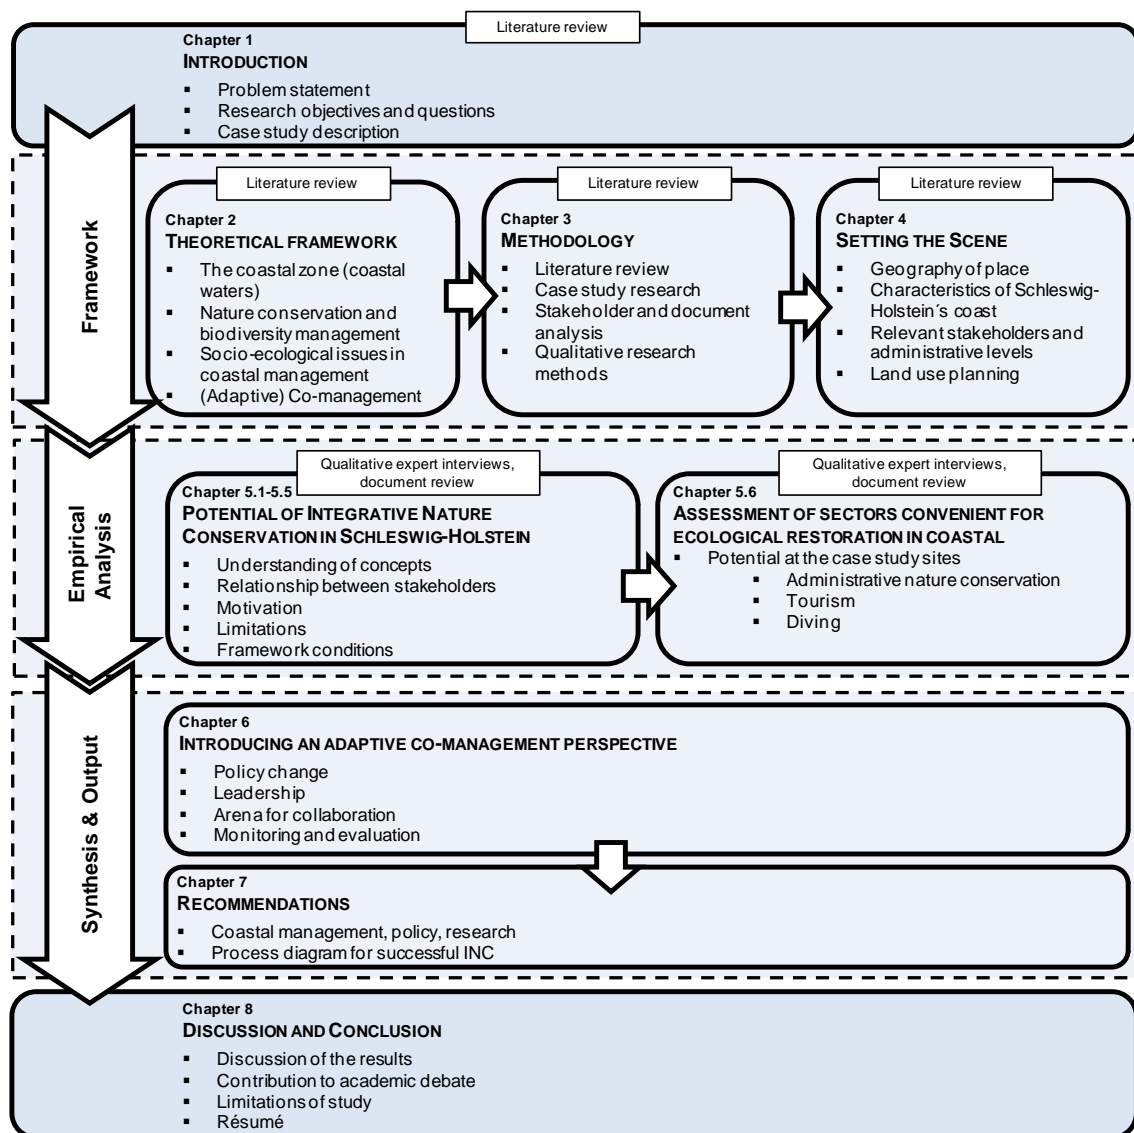 Literature review
Chapter 1
INTRODUCTION
▪ Problem statement
▪ Research objectives and questions
▪ Case study description
Framework
Literature review
Chapter 2
THEORETICAL FRAMEWORK
▪ The coastal zone (coastal
waters)
▪ Nature conservation and
biodiversity management
▪ Socio-ecological issues in
coastal management
▪ (Adaptive) Co-management
Literature review
Chapter 3
METHODOLOGY
▪ Literature review
▪ Case study research
▪ Stakeholder and document
analysis
▪ Qualitative research
methods
Literature review
Chapter 4
SETTING THE SCENE
▪ Geography of place
▪ Characteristics of Schleswig-
Holstein´s coast
▪ Relevant stakeholders and
administrative levels
▪ Land use planning
Empirical
Analysis
Qualitative expert interviews,
document review
Chapter 5.1-5.5
POTENTIAL OF INTEGRATIVE NATURE
CONSERVATION IN SCHLESWIG-HOLSTEIN
▪ Understanding of concepts
▪ Relationship between stakeholders
▪ Motivation
▪ Limitations
▪ Framework conditions
Qualitative expert interviews,
document review
Chapter 5.6
ASSESSMENT OF SECTORS CONVENIENT FOR
ECOLOGICAL RESTORATION IN COASTAL
▪ Potential at the case study sites
▪ Administrative nature conservation
▪ Tourism
▪ Diving
Synthesis & Output
Chapter 6
INTRODUCING AN ADAPTIVE CO-MANAGEMENT PERSPECTIVE
▪ Policy change
▪ Leadership
▪ Arena for collaboration
▪ Monitoring and evaluation
Chapter 7
RECOMMENDATIONS
▪ Coastal management, policy, research
▪ Process diagram for successful INC
Chapter 8
DISCUSSION AND CONCLUSION
▪ Discussion of the results
▪ Contribution to academic debate
▪ Limitations of study
▪ Résumé